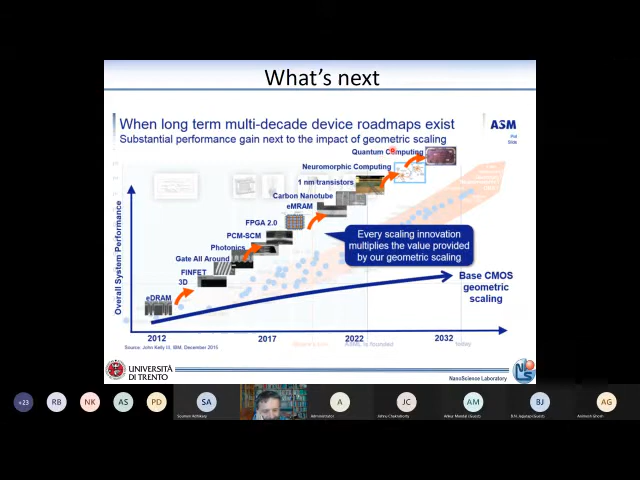 What's next
When long term multi-decade device roadmaps exist
Substantial performance gain next to the impact of geometric scaling
ASM
Quantum Computing
Neuromorphic Computing
1 nm transistors
Carbon Nanotube
eMRAM
FPGA 2.0
PCM-SCM
Photonics
Gate All Around
FINFET
3D
eDRAM
Every scaling innovation
multiplies the value provided
by our geometric scaling
Base CMOS
geometric
scaling
Overall System Performance
2012
2017
2022
2032
Source: John Kelly III, IBM, December 2015
is founded
today
UNIVERSITÀ
DI TRENTO
NanoScience Laboratory
+23
RB
NK
AS
PD
SA
A
JC
AM
BJ
AG
Administrator